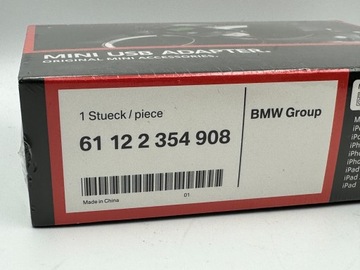 MINI USB ADAPTER.
ORIGINAL MINI ACCESSORIES.
1 Stueck / piece
BMW Group
61 12 2 354 908
Made in China
01